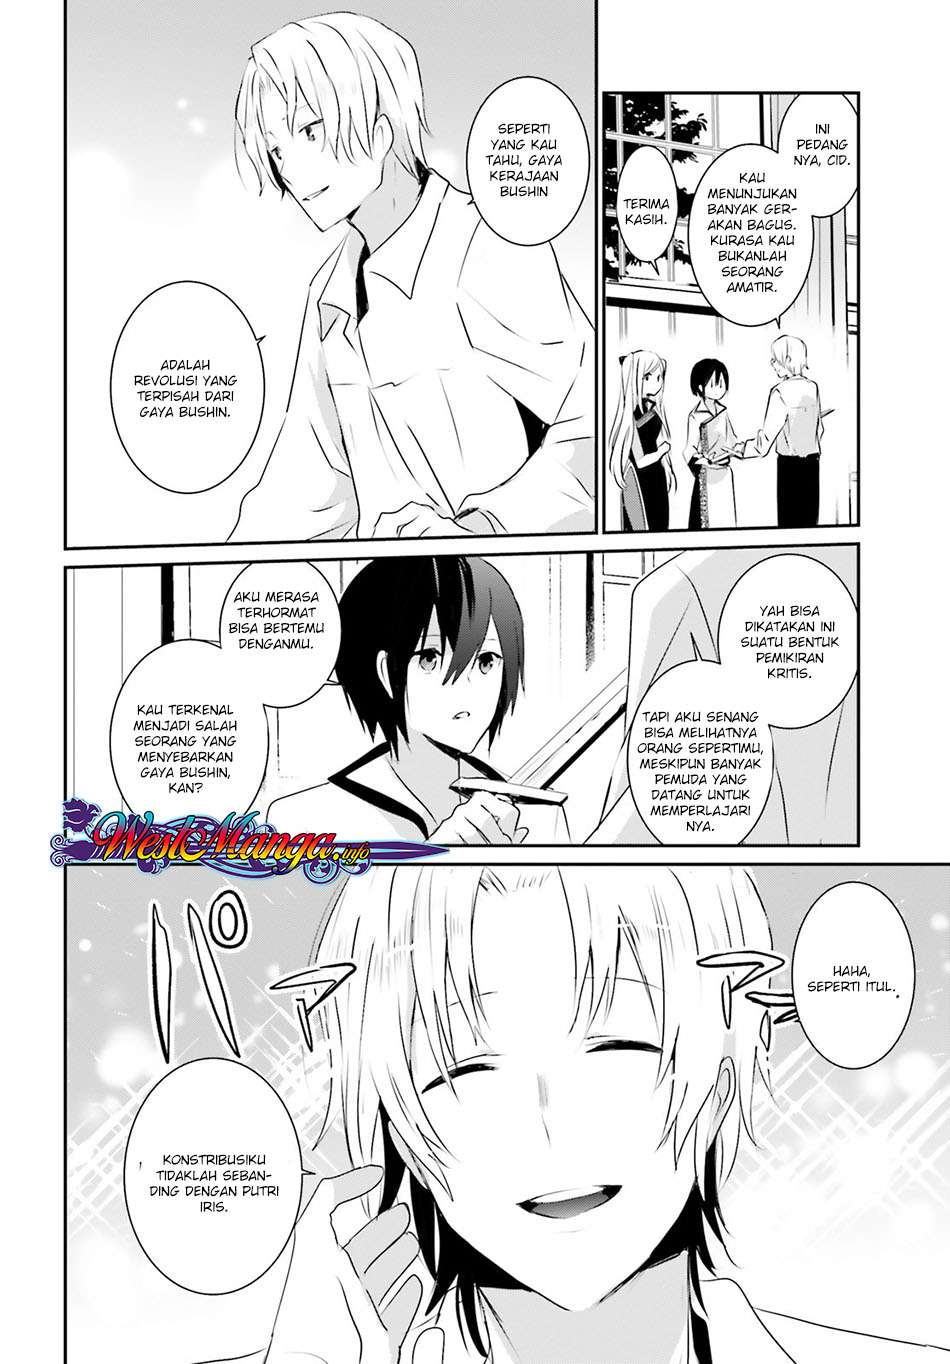 INI
PEDANG
NYA, CID.
KAU
MENUNJUKAN
BANYAK GER-
AKAN BAGUS.
KURASA KAU
BUKANLAH
SEORANG
AMATIR.
TERIMA
KASIH.
SEPERTI
YANG KAU
TAHU, GAYA
KERAJAAN
BUSHIN
ADALAH
REVOLUSI YANG
TERPISAH DARI
GAYA BUSHIN.
YAH BISA
DIKATAKAN INI
SUATU BENTUK
PEMIKIRAN
KRITIS.
TAPI AKU SENANG
BISA MELIHATNYA
ORANG SEPERTIMU,
MESKIPUN BANYAK
PEMUDA YANG
DATANG UNTUK
MEMPERLAJARI
NYA.
AKU MERASA
TERHORMAT
BISA BERTEMU
DENGANMU.
KAU TERKENAL
MENJADI SALAH
SEORANG YANG
MENYEBARKAN
GAYA BUSHIN,
KAN?
WestManga.info
HAHA,
SEPERTI ITUL.
KONSTRIBUSIKU
TIDAKLAH SEBAN-
DING DENGAN PUTRI
IRIS.